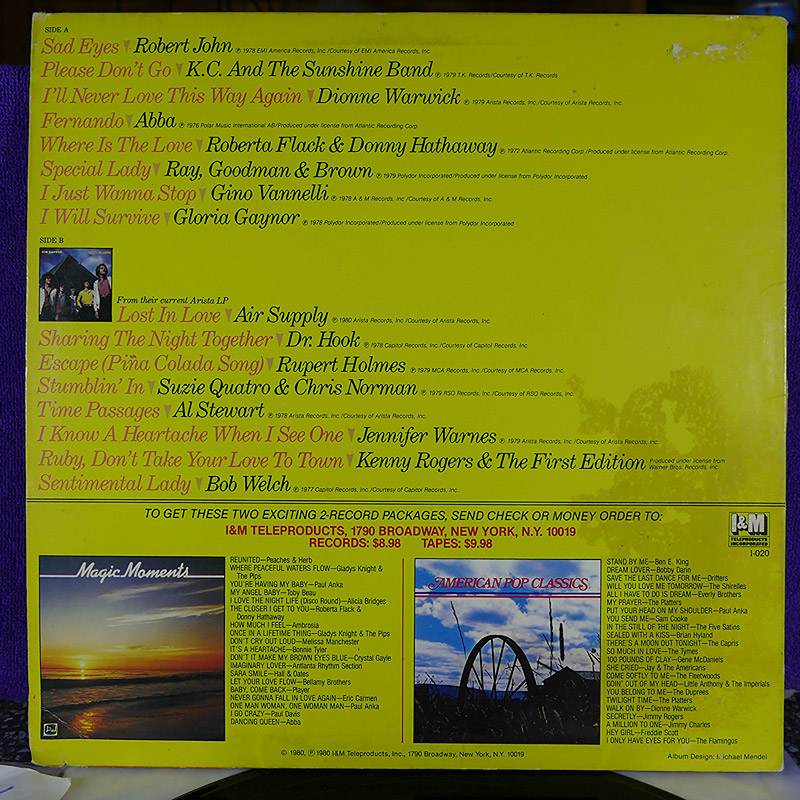 SIDE A
Sad Eyes ▼ Robert John ℗ 1978 EMI America Records, Inc./Courtesy of EMI America Records, Inc.
Please Don't Go ▼ K.C. And The Sunshine Band ℗ 1979 T.K. Records/Courtesy of T.K. Records
I'll Never Love This Way Again ▼ Dionne Warwick ℗ 1979 Arista Records, Inc./Courtesy of Arista Records, Inc.
Fernando ▼ Abba ℗ 1976 Polar Music International AB/Produced under license from Atlantic Recording Corp.
Where Is The Love ▼ Roberta Flack & Donny Hathaway ℗ 1972 Atlantic Recording Corp./Produced under license from Atlantic Recording Corp.
Special Lady ▼ Ray, Goodman & Brown ℗ 1979 Polydor Incorporated/Produced under license from Polydor Incorporated
I Just Wanna Stop ▼ Gino Vannelli ℗ 1978 A & M Records, Inc./Courtesy of A & M Records, Inc.
I Will Survive ▼ Gloria Gaynor ℗ 1978 Polydor Incorporated/Produced under license from Polydor Incorporated
SIDE B
From their current Arista LP
Lost In Love ▼ Air Supply ℗ 1980 Arista Records, Inc./Courtesy of Arista Records, Inc.
Sharing The Night Together ▼ Dr. Hook ℗ 1978 Capitol Records, Inc./Courtesy of Capitol Records, Inc.
Escape (Piña Colada Song) ▼ Rupert Holmes ℗ 1979 MCA Records, Inc./Courtesy of MCA Records, Inc.
Stumblin' In ▼ Suzie Quatro & Chris Norman ℗ 1979 RSO Records, Inc./Courtesy of RSO Records, Inc.
Time Passages ▼ Al Stewart ℗ 1978 Arista Records, Inc./Courtesy of Arista Records, Inc.
I Know A Heartache When I See One ▼ Jennifer Warnes ℗ 1979 Arista Records, Inc./Courtesy of Arista Records, Inc.
Ruby, Don't Take Your Love To Town ▼ Kenny Rogers & The First Edition Produced under license from
Warner Bros. Records, Inc.
Sentimental Lady ▼ Bob Welch ℗ 1977 Capitol Records, Inc./Courtesy of Capitol Records, Inc.
TO GET THESE TWO EXCITING 2-RECORD PACKAGES, SEND CHECK OR MONEY ORDER TO:
I&M TELEPRODUCTS, 1790 BROADWAY, NEW YORK, N.Y. 10019
RECORDS: $8.98 TAPES: $9.98
I&M
TELEPRODUCTS
INCORPORATED
I-020
Magic Moments
REUNITED—Peaches & Herb
WHERE PEACEFUL WATERS FLOW—Gladys Knight &
The Pips
YOU'RE HAVING MY BABY—Paul Anka
MY ANGEL BABY—Toby Beau
I LOVE THE NIGHT LIFE (Disco Round)—Alicia Bridges
THE CLOSER I GET TO YOU—Roberta Flack &
Donny Hathaway
HOW MUCH I FEEL—Ambrosia
ONCE IN A LIFETIME THING—Gladys Knight & The Pips
DON'T CRY OUT LOUD—Melissa Manchester
IT'S A HEARTACHE—Bonnie Tyler
DON'T IT MAKE MY BROWN EYES BLUE—Crystal Gayle
IMAGINARY LOVER—Antlanta Rhythm Section
SARA SMILE—Hall & Oates
LET YOUR LOVE FLOW—Bellamy Brothers
BABY, COME BACK—Player
NEVER GONNA FALL IN LOVE AGAIN—Eric Carmen
ONE MAN WOMAN, ONE WOMAN MAN—Paul Anka
I GO CRAZY—Paul Davis
DANCING QUEEN—Abba
AMERICAN POP CLASSICS
STAND BY ME—Ben E. King
DREAM LOVER—Bobby Darin
SAVE THE LAST DANCE FOR ME—Drifters
WILL YOU LOVE ME TOMORROW—The Shirelles
ALL I HAVE TO DO IS DREAM—Everly Brothers
MY PRAYER—The Platters
PUT YOUR HEAD ON MY SHOULDER—Paul Anka
YOU SEND ME—Sam Cooke
IN THE STILL OF THE NIGHT—The Five Satins
SEALED WITH A KISS—Brian Hyland
THERE'S A MOON OUT TONIGHT—The Capris
SO MUCH IN LOVE—The Tymes
100 POUNDS OF CLAY—Gene McDaniels
SHE CRIED—Jay & The Americans
COME SOFTLY TO ME—The Fleetwoods
GOIN' OUT OF MY HEAD—Little Anthony & The Imperials
YOU BELONG TO ME—The Duprees
TWILIGHT TIME—The Platters
WALK ON BY—Dionne Warwick
SECRETLY—Jimmy Rogers
A MILLION TO ONE—Jimmy Charles
HEY GIRL—Freddie Scott
I ONLY HAVE EYES FOR YOU—The Flamingos
© 1980, ℗ 1980 I&M Teleproducts, Inc., 1790 Broadway, New York, N.Y. 10019
Album Design: Michael Mendel